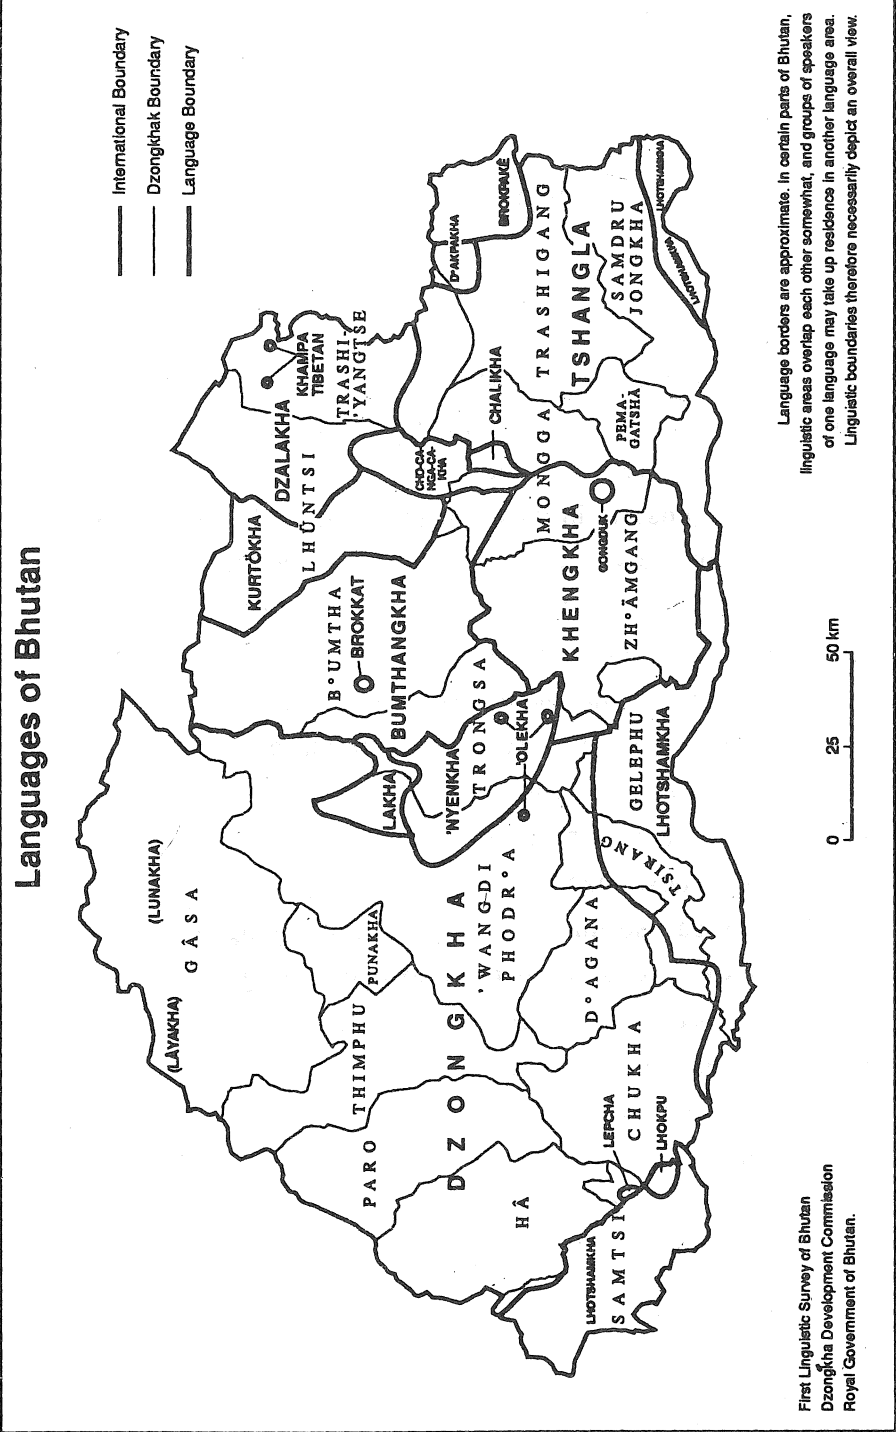 Languages of Bhutan
International Boundary
Dzongkhak Boundary
Language Boundary
(LUNAKHA)
GÂSA
(LÂYAKHA)
PUNAKHA
THIMPHU
PARO
DZONGKHA
HÂ
'WANGDI
PHODR°A
D°AGANA
CHUKHA
LEPCHA
LHOKPU
LHOTSHAMKHA
SAMTSI
TSIRANG
GELEPHU
LHOTSHAMKHA
LAKHA
'NYENKHA
TRONGSA
'OLEKHA
B°UMTHA
BROKKAT
BUMTHANGKHA
KURTÖKHA
LHÜNTSI
DZALAKHA
KHAMPA
TIBETAN
TRASHI-
'YANGTSE
CHO-CA-
NGA-CA-
KHA
CHALIKHA
MONGGA
KHENGKHA
GONGDUK
ZH°ÄMGANG
PEMA-
GATSHÄ
TRASHIGANG
TSHANGLA
SAMDRU
JONGKHA
D°AKPAKHA
BROKPAKÊ
LHOTSHAMKHA
LHOTSHAMKHA
0 25 50 km
First Linguistic Survey of Bhutan
Dzongkha Development Commission
Royal Government of Bhutan.
Language borders are approximate. In certain parts of Bhutan,
linguistic areas overlap each other somewhat, and groups of speakers
of one language may take up residence in another language area.
Linguistic boundaries therefore necessarily depict an overall view.